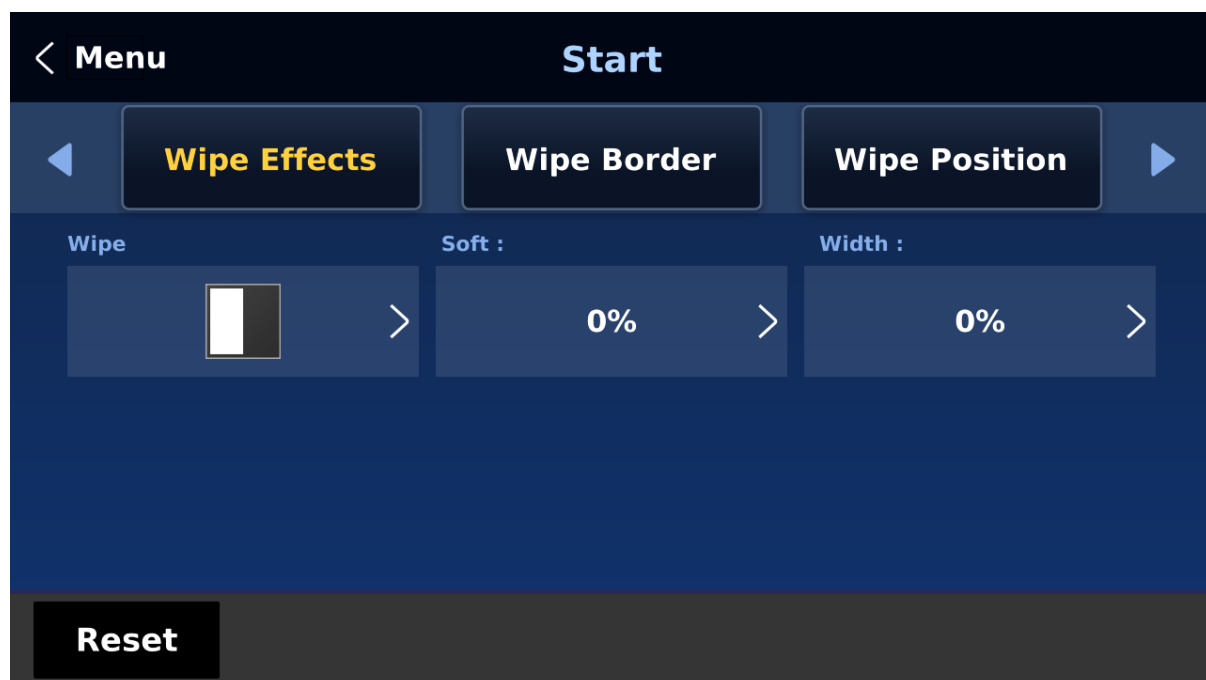 Menu
Start
Wipe Effects
Wipe Border
Wipe Position
Wipe
Soft :
Width :
0%
0%
Reset